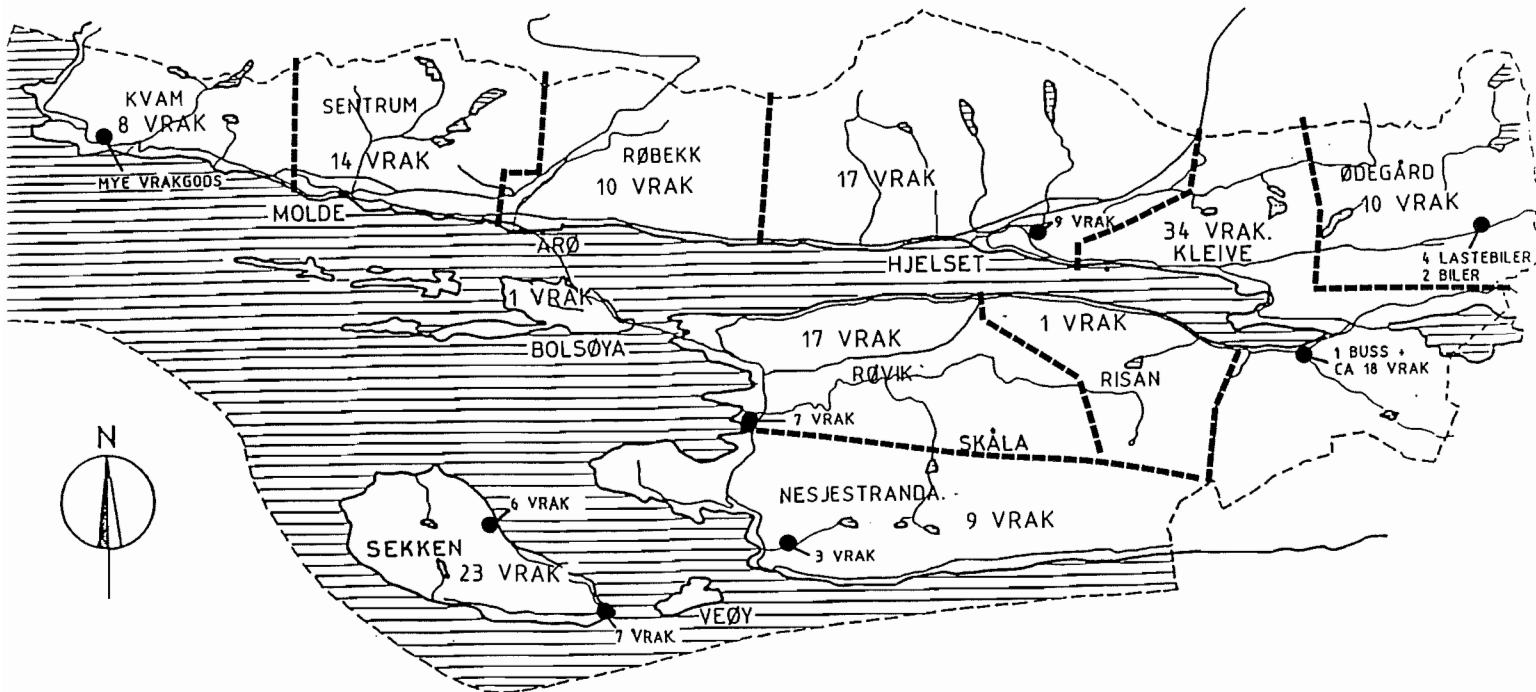 KVAM
8 VRAK
MYE VRAKGODS
SENTRUM
14 VRAK
MOLDE
RØBEKK
10 VRAK
ÅRØ
17 VRAK
9 VRAK
HJELSET
34 VRAK.
KLEIVE
ØDEGÅRD
10 VRAK
4 LASTEBILER
2 BILER
1 VRAK
BOLSØYA
17 VRAK
RØVIK
1 VRAK
RISAN
1 BUSS +
CA 18 VRAK
7 VRAK
SKÅLA
N
NESJESTRANDA.
9 VRAK
3 VRAK
6 VRAK
SEKKEN
23 VRAK
VEØY
7 VRAK